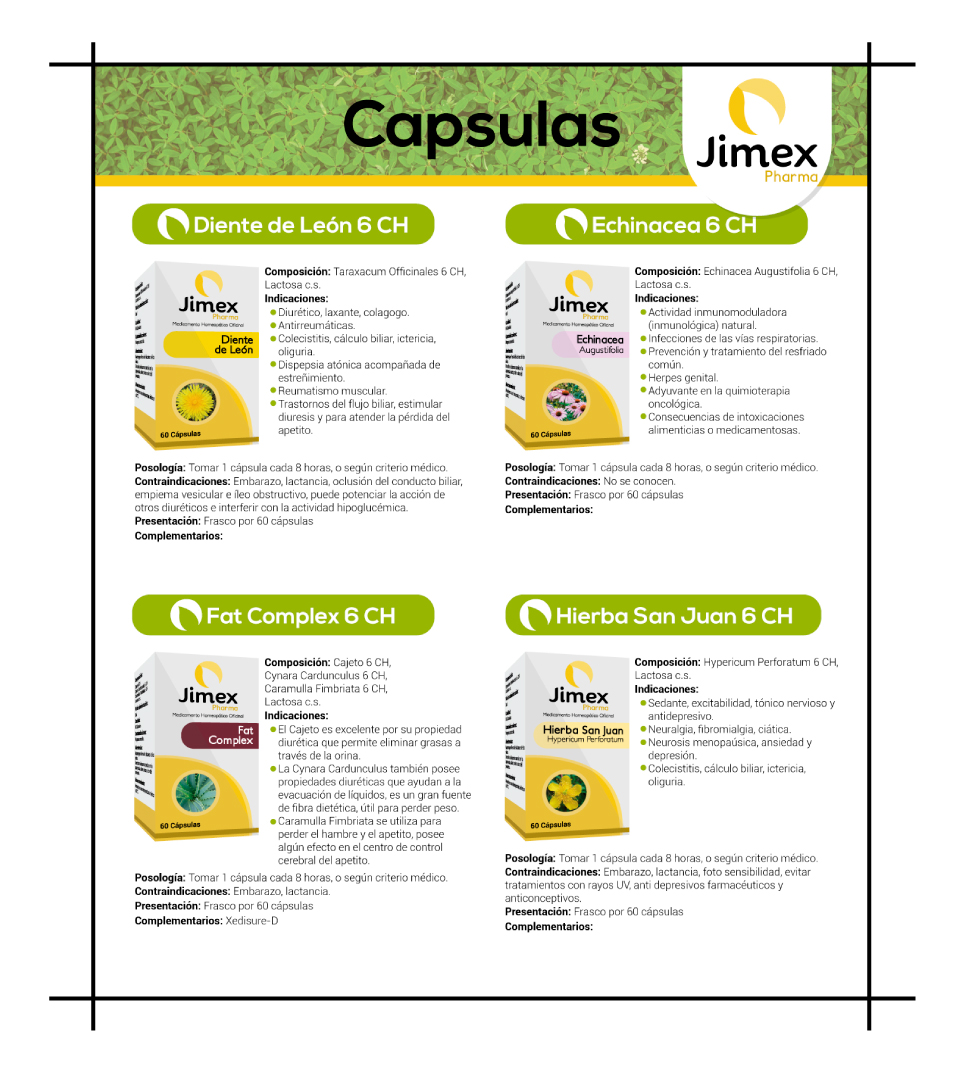 Capsulas
Jimex
Pharma
Diente de León 6 CH
Jimex
Pharma
Medicamento Homeopático Oficinal
Diente
de León
60 Cápsulas
Composición: Taraxacum Officinales 6 CH,
Lactosa c.s.
Indicaciones:
Diurético, laxante, colagogo.
Antirreumáticas.
Colecistitis, cálculo biliar, ictericia,
oliguria.
Dispepsia atónica acompañada de
estreñimiento.
Reumatismo muscular.
Trastornos del flujo biliar, estimular
diuresis y para atender la pérdida del
apetito.
Posología: Tomar 1 cápsula cada 8 horas, o según criterio médico.
Contraindicaciones: Embarazo, lactancia, oclusión del conducto biliar,
empiema vesicular e íleo obstructivo, puede potenciar la acción de
otros diuréticos e interferir con la actividad hipoglucémica.
Presentación: Frasco por 60 cápsulas
Complementarios:
Echinacea 6 CH
Jimex
Pharma
Medicamento Homeopático Oficinal
Echinacea
Augustifolia
60 Cápsulas
Composición: Echinacea Augustifolia 6 CH,
Lactosa c.s.
Indicaciones:
Actividad inmunomoduladora
(inmunológica) natural.
Infecciones de las vías respiratorias.
Prevención y tratamiento del resfriado
común.
Herpes genital.
Adyuvante en la quimioterapia
oncológica.
Consecuencias de intoxicaciones
alimenticias o medicamentosas.
Posología: Tomar 1 cápsula cada 8 horas, o según criterio médico.
Contraindicaciones: No se conocen.
Presentación: Frasco por 60 cápsulas
Complementarios:
Fat Complex 6 CH
Jimex
Pharma
Medicamento Homeopático Oficinal
Fat
Complex
60 Cápsulas
Composición: Cajeto 6 CH,
Cynara Cardunculus 6 CH,
Caramulla Fimbriata 6 CH,
Lactosa c.s.
Indicaciones:
El Cajeto es excelente por su propiedad
diurética que permite eliminar grasas a
través de la orina.
La Cynara Cardunculus también posee
propiedades diuréticas que ayudan a la
evacuación de líquidos, es un gran fuente
de fibra dietética, útil para perder peso.
Caramulla Fimbriata se utiliza para
perder el hambre y el apetito, posee
algún efecto en el centro de control
cerebral del apetito.
Posología: Tomar 1 cápsula cada 8 horas, o según criterio médico.
Contraindicaciones: Embarazo, lactancia.
Presentación: Frasco por 60 cápsulas
Complementarios: Xedisure-D
Hierba San Juan 6 CH
Jimex
Pharma
Medicamento Homeopático Oficinal
Hierba San Juan
Hypericum Perforatum
60 Cápsulas
Composición: Hypericum Perforatum 6 CH,
Lactosa c.s.
Indicaciones:
Sedante, excitabilidad, tónico nervioso y
antidepresivo.
Neuralgia, fibromialgia, ciática.
Neurosis menopaúsica, ansiedad y
depresión.
Colecistitis, cálculo biliar, ictericia,
oliguria.
Posología: Tomar 1 cápsula cada 8 horas, o según criterio médico.
Contraindicaciones: Embarazo, lactancia, foto sensibilidad, evitar
tratamientos con rayos UV, anti depresivos farmacéuticos y
anticonceptivos.
Presentación: Frasco por 60 cápsulas
Complementarios: